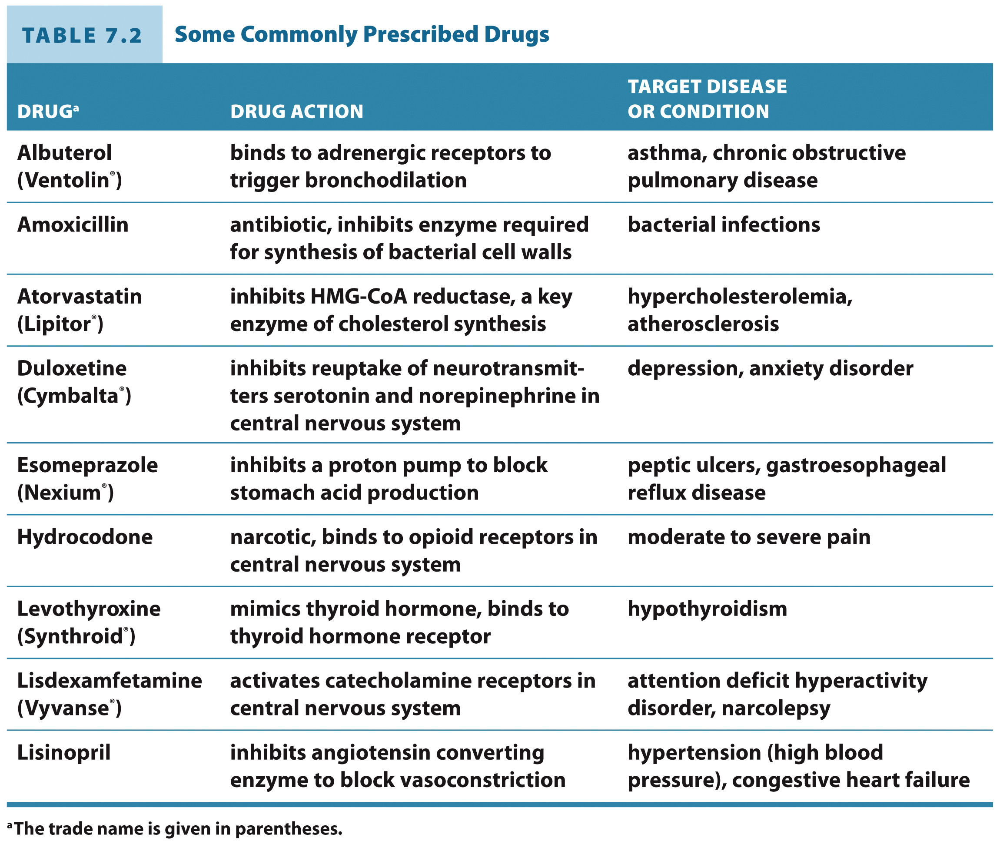 TABLE 7.2 Some Commonly Prescribed Drugs
DRUGa DRUG ACTION TARGET DISEASE
OR CONDITION
Albuterol binds to adrenergic receptors to asthma, chronic obstructive
(Ventolin®) trigger bronchodilation pulmonary disease
Amoxicillin antibiotic, inhibits enzyme required bacterial infections
for synthesis of bacterial cell walls
Atorvastatin inhibits HMG-CoA reductase, a key hypercholesterolemia,
(Lipitor®) enzyme of cholesterol synthesis atherosclerosis
Duloxetine inhibits reuptake of neurotransmit- depression, anxiety disorder
(Cymbalta®) ters serotonin and norepinephrine in
central nervous system
Esomeprazole inhibits a proton pump to block peptic ulcers, gastroesophageal
(Nexium®) stomach acid production reflux disease
Hydrocodone narcotic, binds to opioid receptors in moderate to severe pain
central nervous system
Levothyroxine mimics thyroid hormone, binds to hypothyroidism
(Synthroid®) thyroid hormone receptor
Lisdexamfetamine activates catecholamine receptors in attention deficit hyperactivity
(Vyvanse®) central nervous system disorder, narcolepsy
Lisinopril inhibits angiotensin converting hypertension (high blood
enzyme to block vasoconstriction pressure), congestive heart failure
a The trade name is given in parentheses.